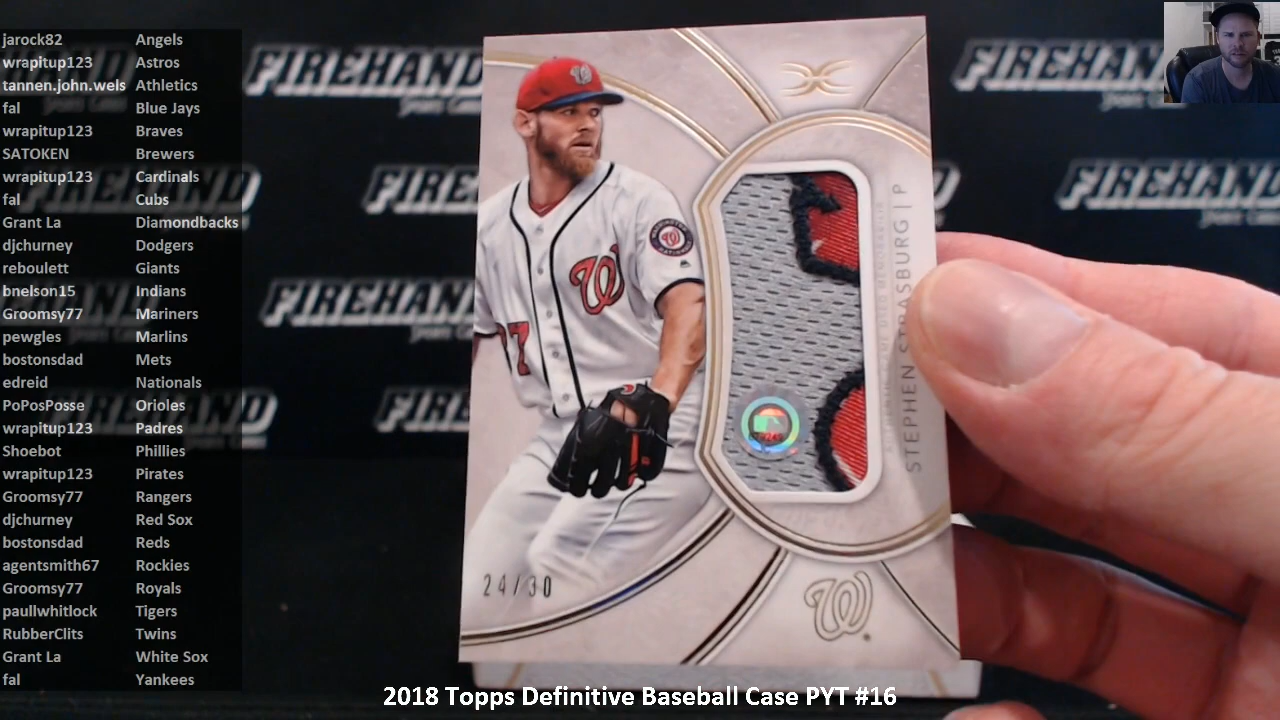 jarock82 Angels
wrapitup123 Astros
tannen.john.wels Athletics
fal Blue Jays
wrapitup123 Braves
SATOKEN Brewers
wrapitup123 Cardinals
fal Cubs
Grant La Diamondbacks
djchurney Dodgers
reboulett Giants
bnelson15 Indians
Groomsy77 Mariners
pewgles Marlins
bostonsdad Mets
edreid Nationals
PoPosPosse Orioles
wrapitup123 Padres
Shoebot Phillies
wrapitup123 Pirates
Groomsy77 Rangers
djchurney Red Sox
bostonsdad Reds
agentsmith67 Rockies
Groomsy77 Royals
paullwhitlock Tigers
RubberClits Twins
Grant La White Sox
fal Yankees
FIREHAND
STEPHEN STRASBURG | P
W
24/30
W
2018 Topps Definitive Baseball Case PYT #16